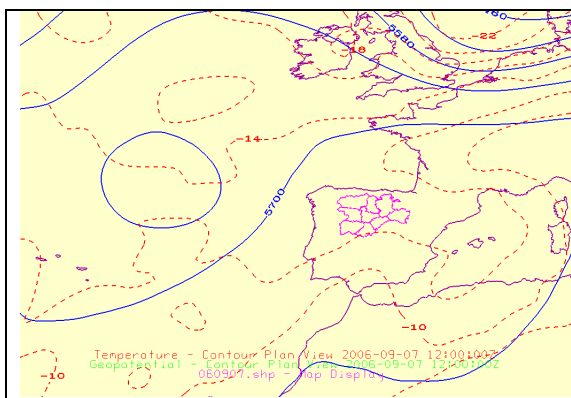 5580
-22
-18
-14
5700
-10
Temperature - Contour Plan View 2006-09-07 12:00:00Z
Geopotential - Contour Plan View 2006-09-07 12:00:00Z
-10
060907.shp - Map Display